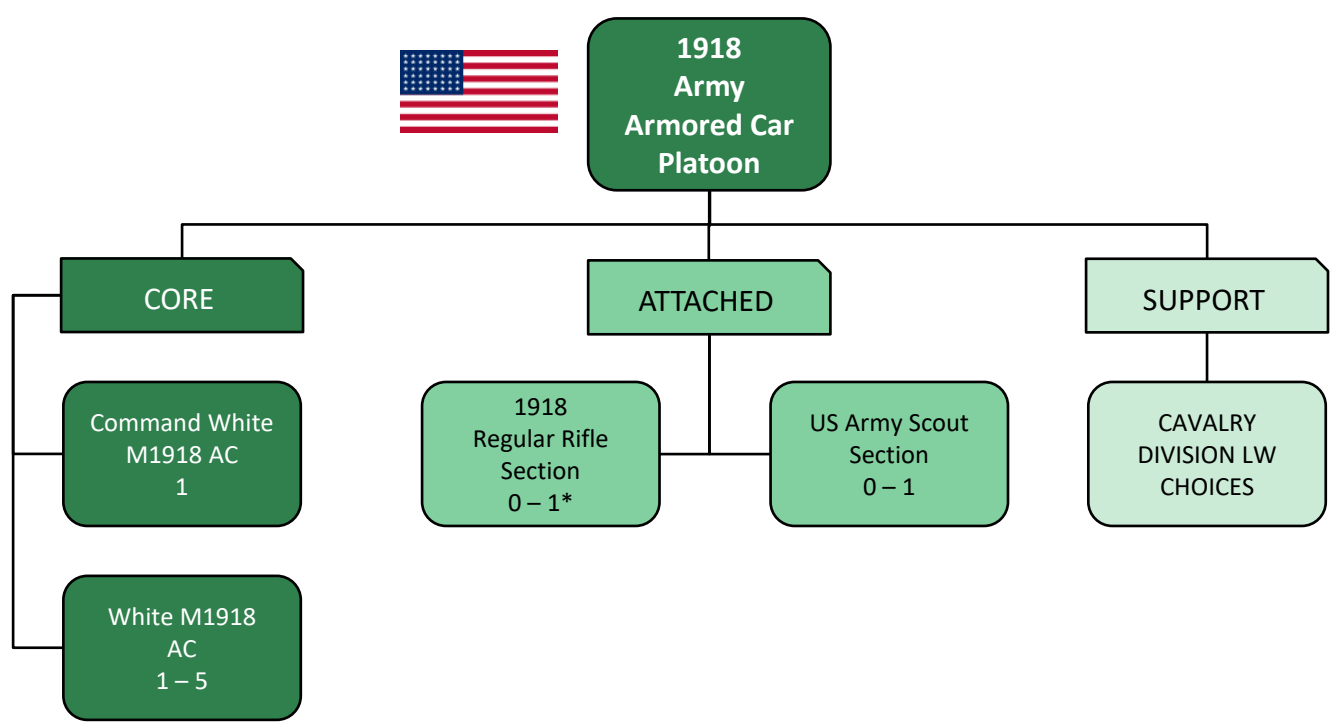 1918
Army
Armored Car
Platoon
CORE
ATTACHED
SUPPORT
Command White
M1918 AC
1
1918
Regular Rifle
Section
0 – 1*
US Army Scout
Section
0 – 1
CAVALRY
DIVISION LW
CHOICES
White M1918
AC
1 – 5